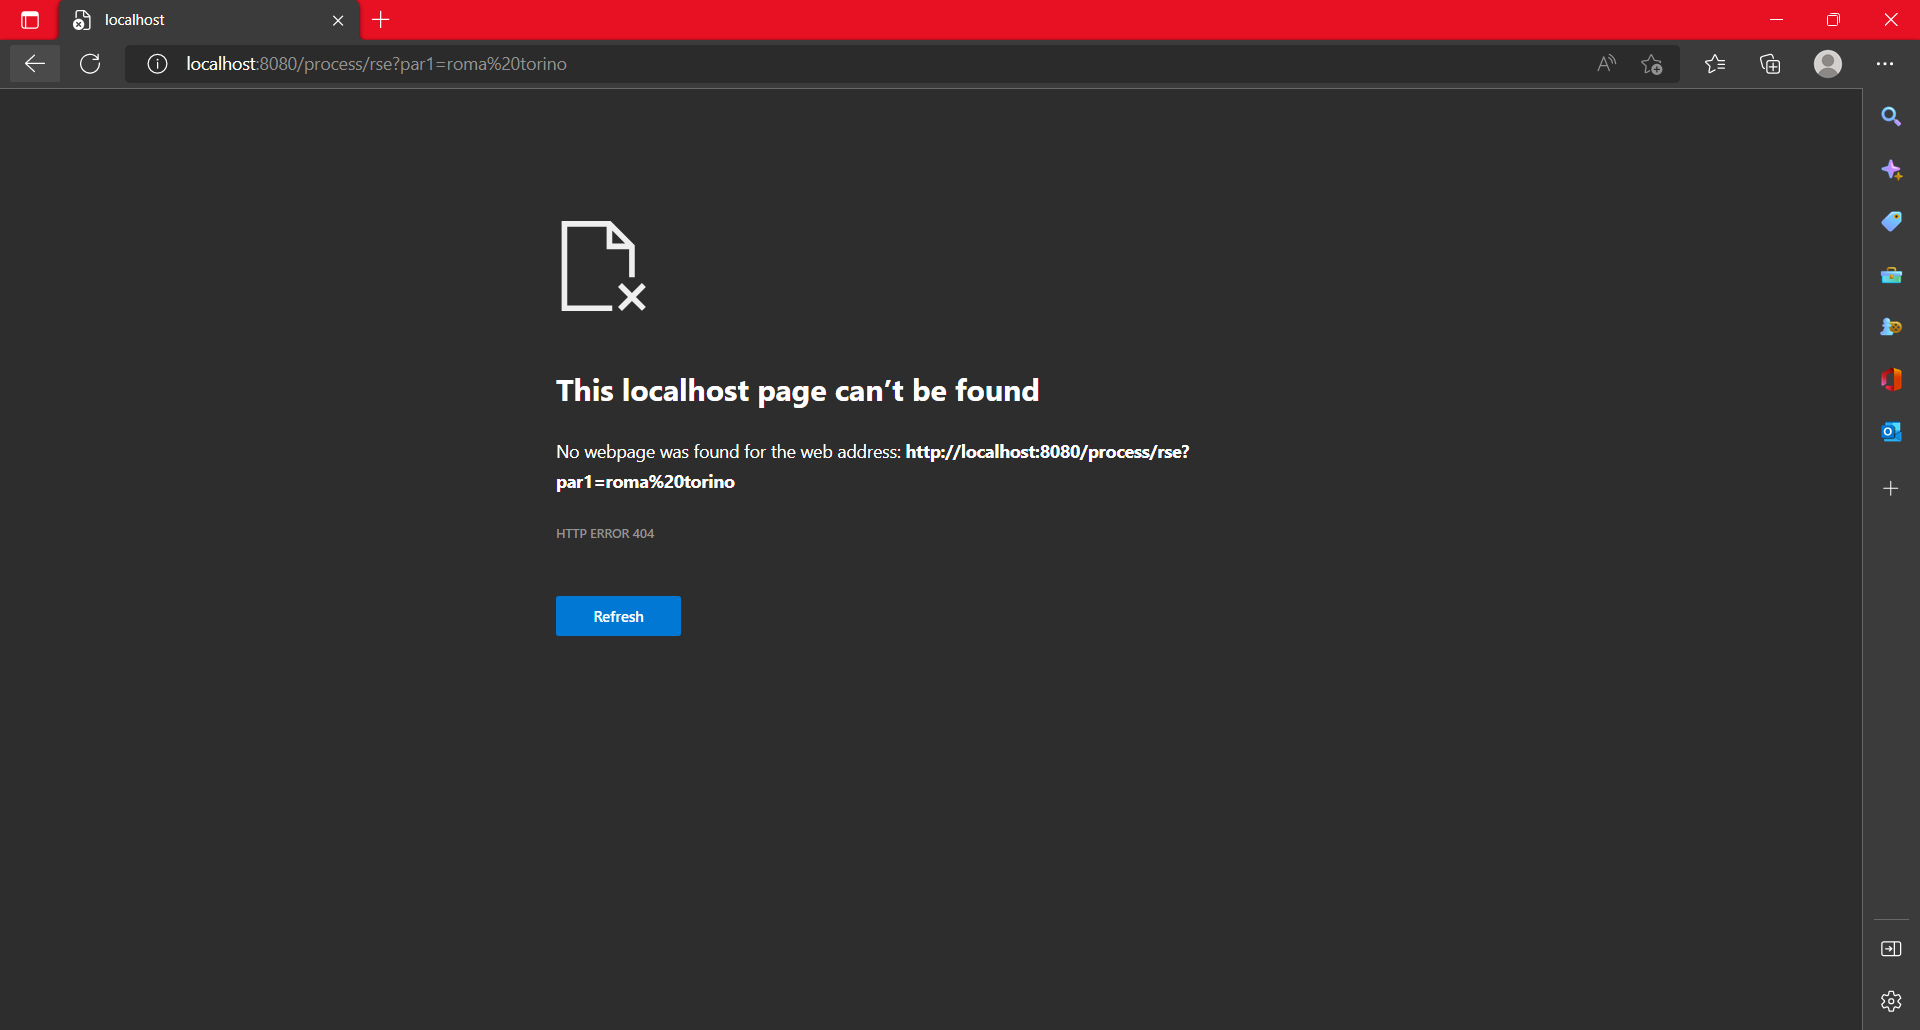 localhost
localhost:8080/process/rse?par1=roma%20torino
This localhost page can’t be found
No webpage was found for the web address: http://localhost:8080/process/rse?
par1=roma%20torino
HTTP ERROR 404
Refresh